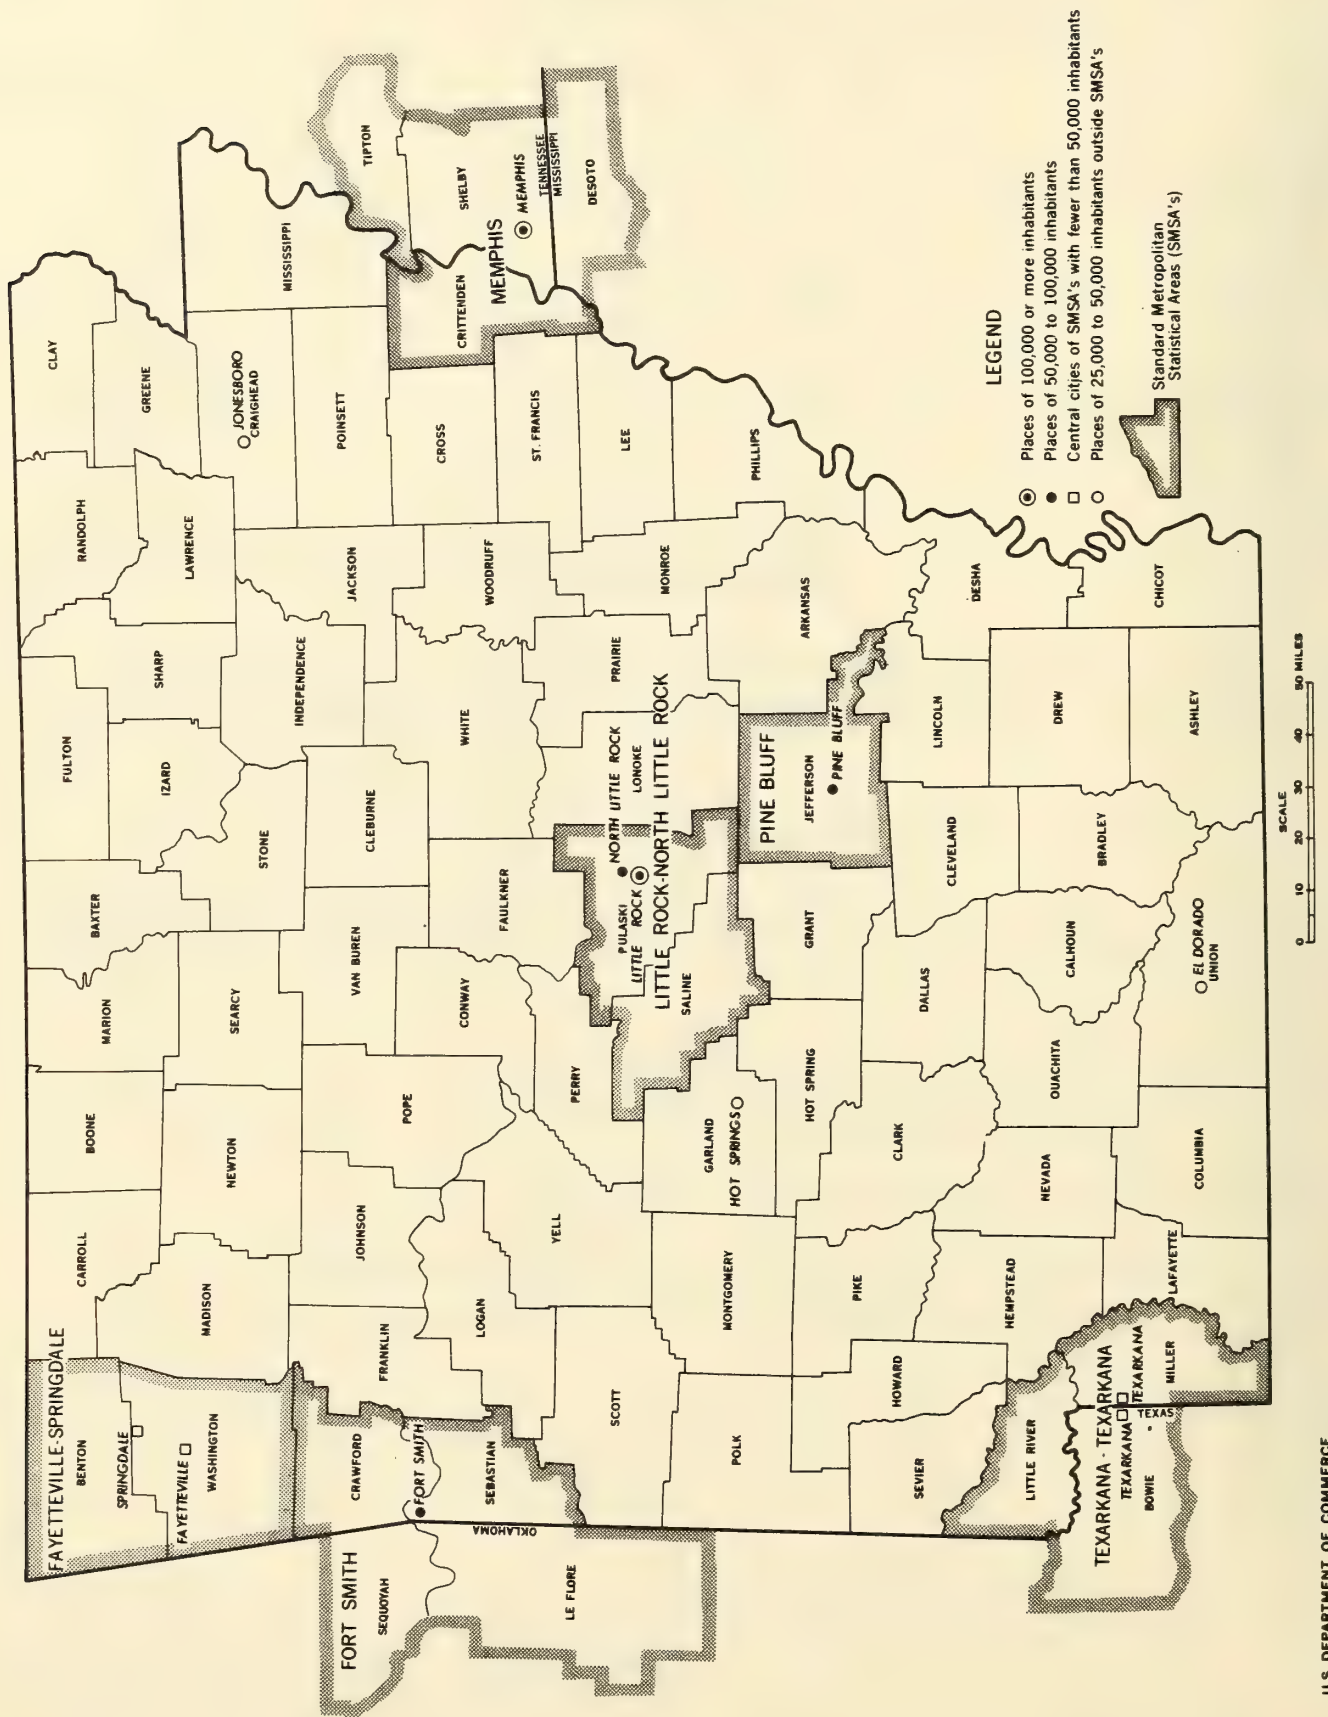 FAYETTEVILLE-SPRINGDALE
BENTON
CARROLL
BOONE
MARION
BAXTER
FULTON
RANDOLPH
CLAY
SPRINGDALE
FAYETTEVILLE
WASHINGTON
MADISON
NEWTON
SEARCY
STONE
IZARD
SHARP
LAWRENCE
GREENE
INDEPENDENCE
JONESBORO
CRAIGHEAD
MISSISSIPPI
FORT SMITH
SEQUOYAH
CRAWFORD
FRANKLIN
JOHNSON
POPE
VAN BUREN
CLEBURNE
JACKSON
POINSETT
TIPTON
FORT SMITH
SEBASTIAN
OKLAHOMA
LOGAN
CONWAY
FAULKNER
WHITE
WOODRUFF
CROSS
CRITTENDEN
SHELBY
MEMPHIS
MEMPHIS
TENNESSEE
MISSISSIPPI
DESOTO
LE FLORE
SCOTT
YELL
PERRY
PULASKI
LITTLE ROCK
NORTH LITTLE ROCK
LONOKE
LITTLE ROCK-NORTH LITTLE ROCK
SALINE
PRAIRIE
MONROE
ST. FRANCIS
LEE
PHILLIPS
POLK
MONTGOMERY
GARLAND
HOT SPRINGS
HOT SPRING
GRANT
PINE BLUFF
JEFFERSON
PINE BLUFF
ARKANSAS
SEVIER
HOWARD
PIKE
CLARK
DALLAS
CLEVELAND
LINCOLN
DESHA
LITTLE RIVER
HEMPSTEAD
NEVADA
OUACHITA
CALHOUN
BRADLEY
DREW
CHICOT
TEXARKANA - TEXARKANA
TEXARKANA
TEXARKANA
TEXAS
BOWIE
MILLER
LAFAYETTE
COLUMBIA
EL DORADO
UNION
ASHLEY
LEGEND
Places of 100,000 or more inhabitants
Places of 50,000 to 100,000 inhabitants
Central cities of SMSA's with fewer than 50,000 inhabitants
Places of 25,000 to 50,000 inhabitants outside SMSA's
Standard Metropolitan
Statistical Areas (SMSA's)
SCALE
0 10 20 30 40 50 MILES
U.S. DEPARTMENT OF COMMERCE